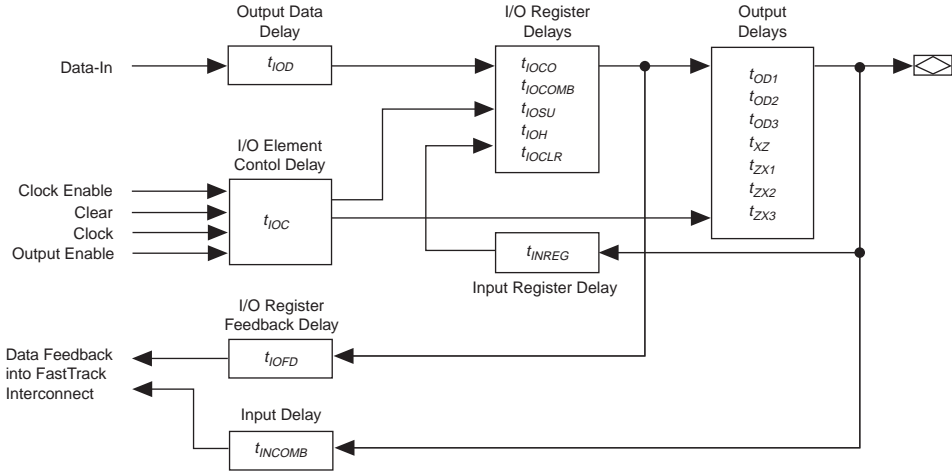 Output Data
Delay
I/O Register
Delays
Output
Delays
Data-In
tIOD
tIOCO
tIOCOMB
tIOSU
tIOH
tIOCLR
tOD1
tOD2
tOD3
tXZ
tZX1
tZX2
tZX3
I/O Element
Contol Delay
Clock Enable
Clear
Clock
Output Enable
tIOC
tINREG
Input Register Delay
I/O Register
Feedback Delay
tIOFD
Data Feedback
into FastTrack
Interconnect
Input Delay
tINCOMB